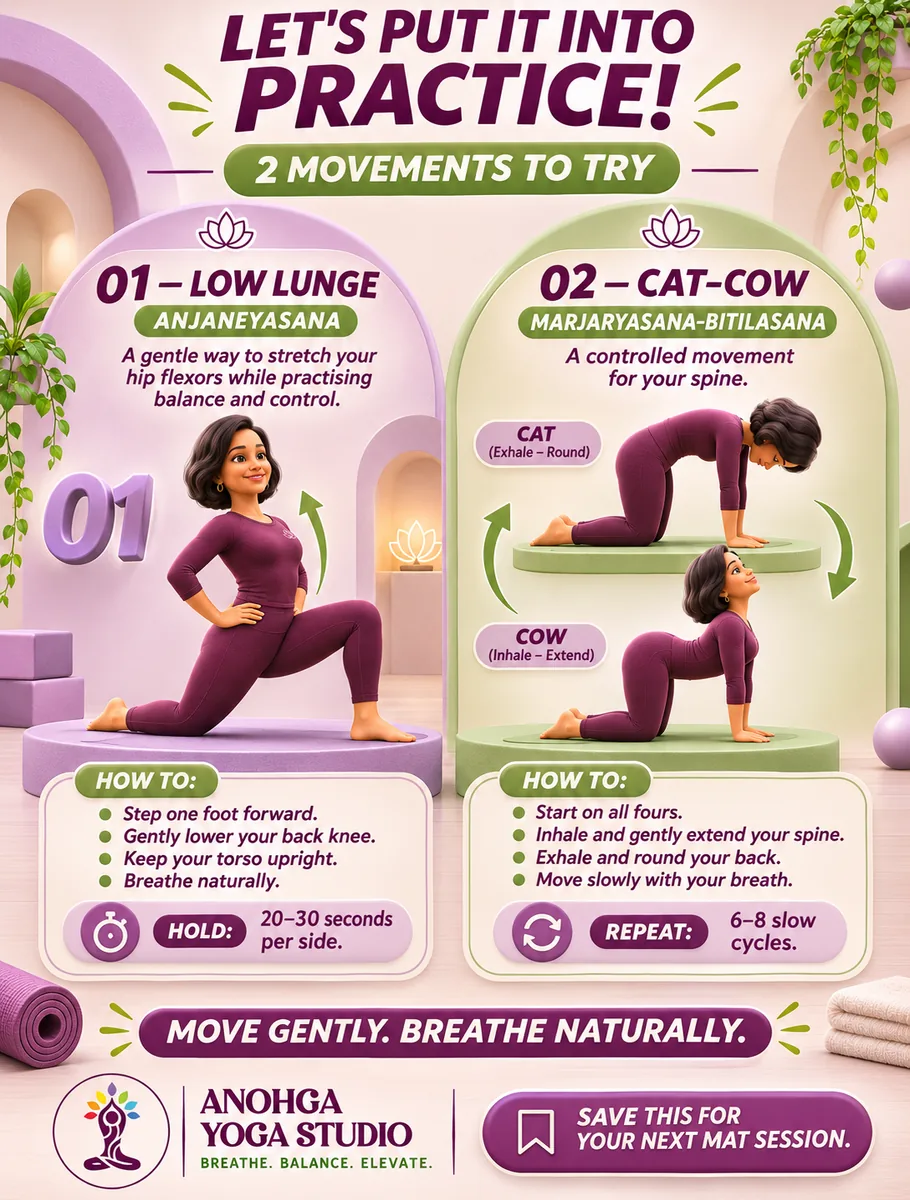 LET'S PUT IT INTO
PRACTICE!
2 MOVEMENTS TO TRY
01 – LOW LUNGE
ANJANEYASANA
A gentle way to stretch your
hip flexors while practising
balance and control.
01
HOW TO:
Step one foot forward.
Gently lower your back knee.
Keep your torso upright.
Breathe naturally.
HOLD:
20–30 seconds
per side.
02 – CAT–COW
MARJARYASANA-BITILASANA
A controlled movement
for your spine.
CAT
(Exhale – Round)
COW
(Inhale – Extend)
HOW TO:
Start on all fours.
Inhale and gently extend your spine.
Exhale and round your back.
Move slowly with your breath.
REPEAT:
6–8 slow
cycles.
MOVE GENTLY. BREATHE NATURALLY.
ANOHGA
YOGA STUDIO
BREATHE. BALANCE. ELEVATE.
SAVE THIS FOR
YOUR NEXT MAT SESSION.